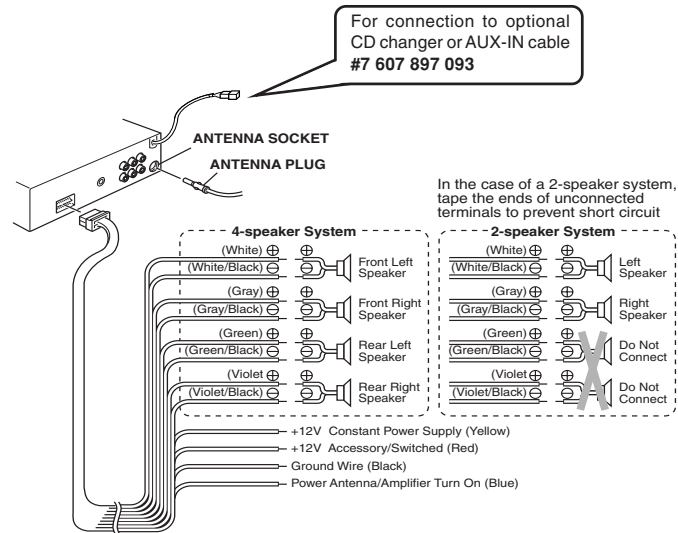 For connection to optional
CD changer or AUX-IN cable
#7 607 897 093
ANTENNA SOCKET
ANTENNA PLUG
In the case of a 2-speaker system,
tape the ends of unconnected
terminals to prevent short circuit
4-speaker System
(White) ⊕ ⊕
(White/Black) ⊖ ⊖
Front Left
Speaker
(Gray) ⊕ ⊕
(Gray/Black) ⊖ ⊖
Front Right
Speaker
(Green) ⊕ ⊕
(Green/Black) ⊖ ⊖
Rear Left
Speaker
(Violet ⊕ ⊕
(Violet/Black) ⊖ ⊖
Rear Right
Speaker
2-speaker System
(White) ⊕ ⊕
(White/Black) ⊖ ⊖
Left
Speaker
(Gray) ⊕ ⊕
(Gray/Black) ⊖ ⊖
Right
Speaker
(Green) ⊕ ⊕
(Green/Black) ⊖ ⊖
Do Not
Connect
(Violet ⊕ ⊕
(Violet/Black) ⊖ ⊖
Do Not
Connect
+12V Constant Power Supply (Yellow)
+12V Accessory/Switched (Red)
Ground Wire (Black)
Power Antenna/Amplifier Turn On (Blue)